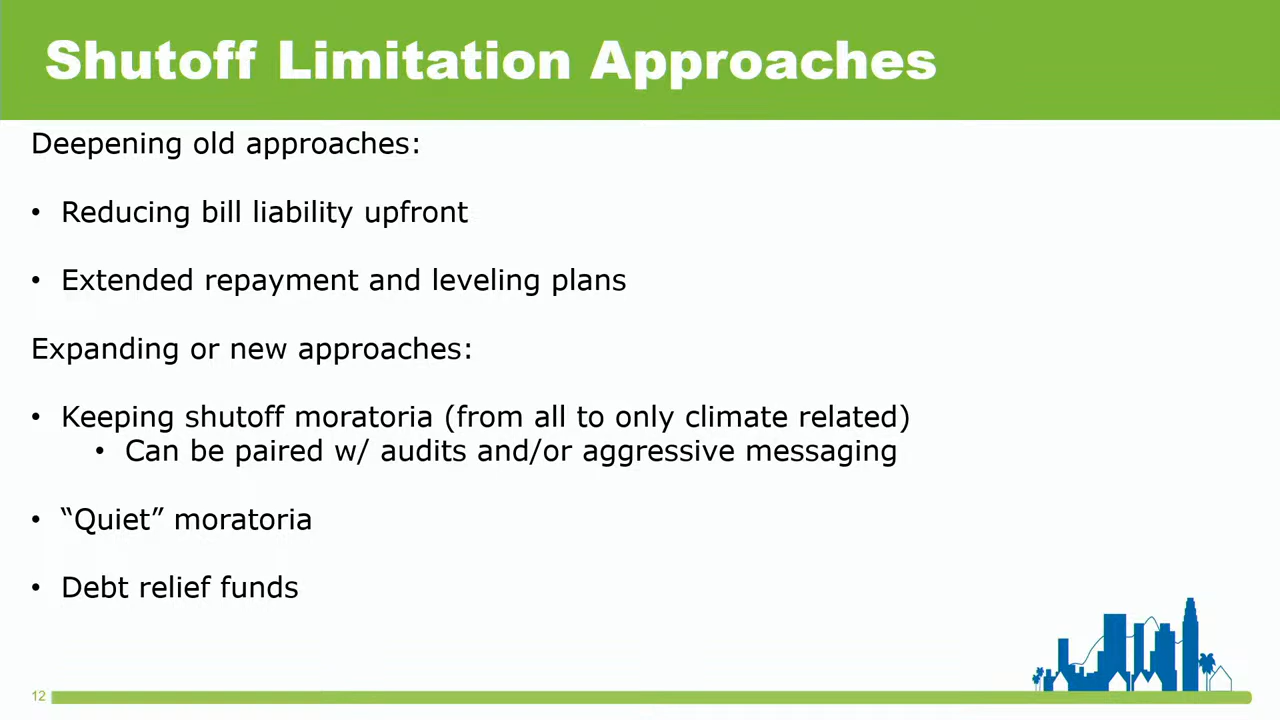 Shutoff Limitation Approaches
Deepening old approaches:
• Reducing bill liability upfront
• Extended repayment and leveling plans
Expanding or new approaches:
• Keeping shutoff moratoria (from all to only climate related)
• Can be paired w/ audits and/or aggressive messaging
• “Quiet” moratoria
• Debt relief funds
12